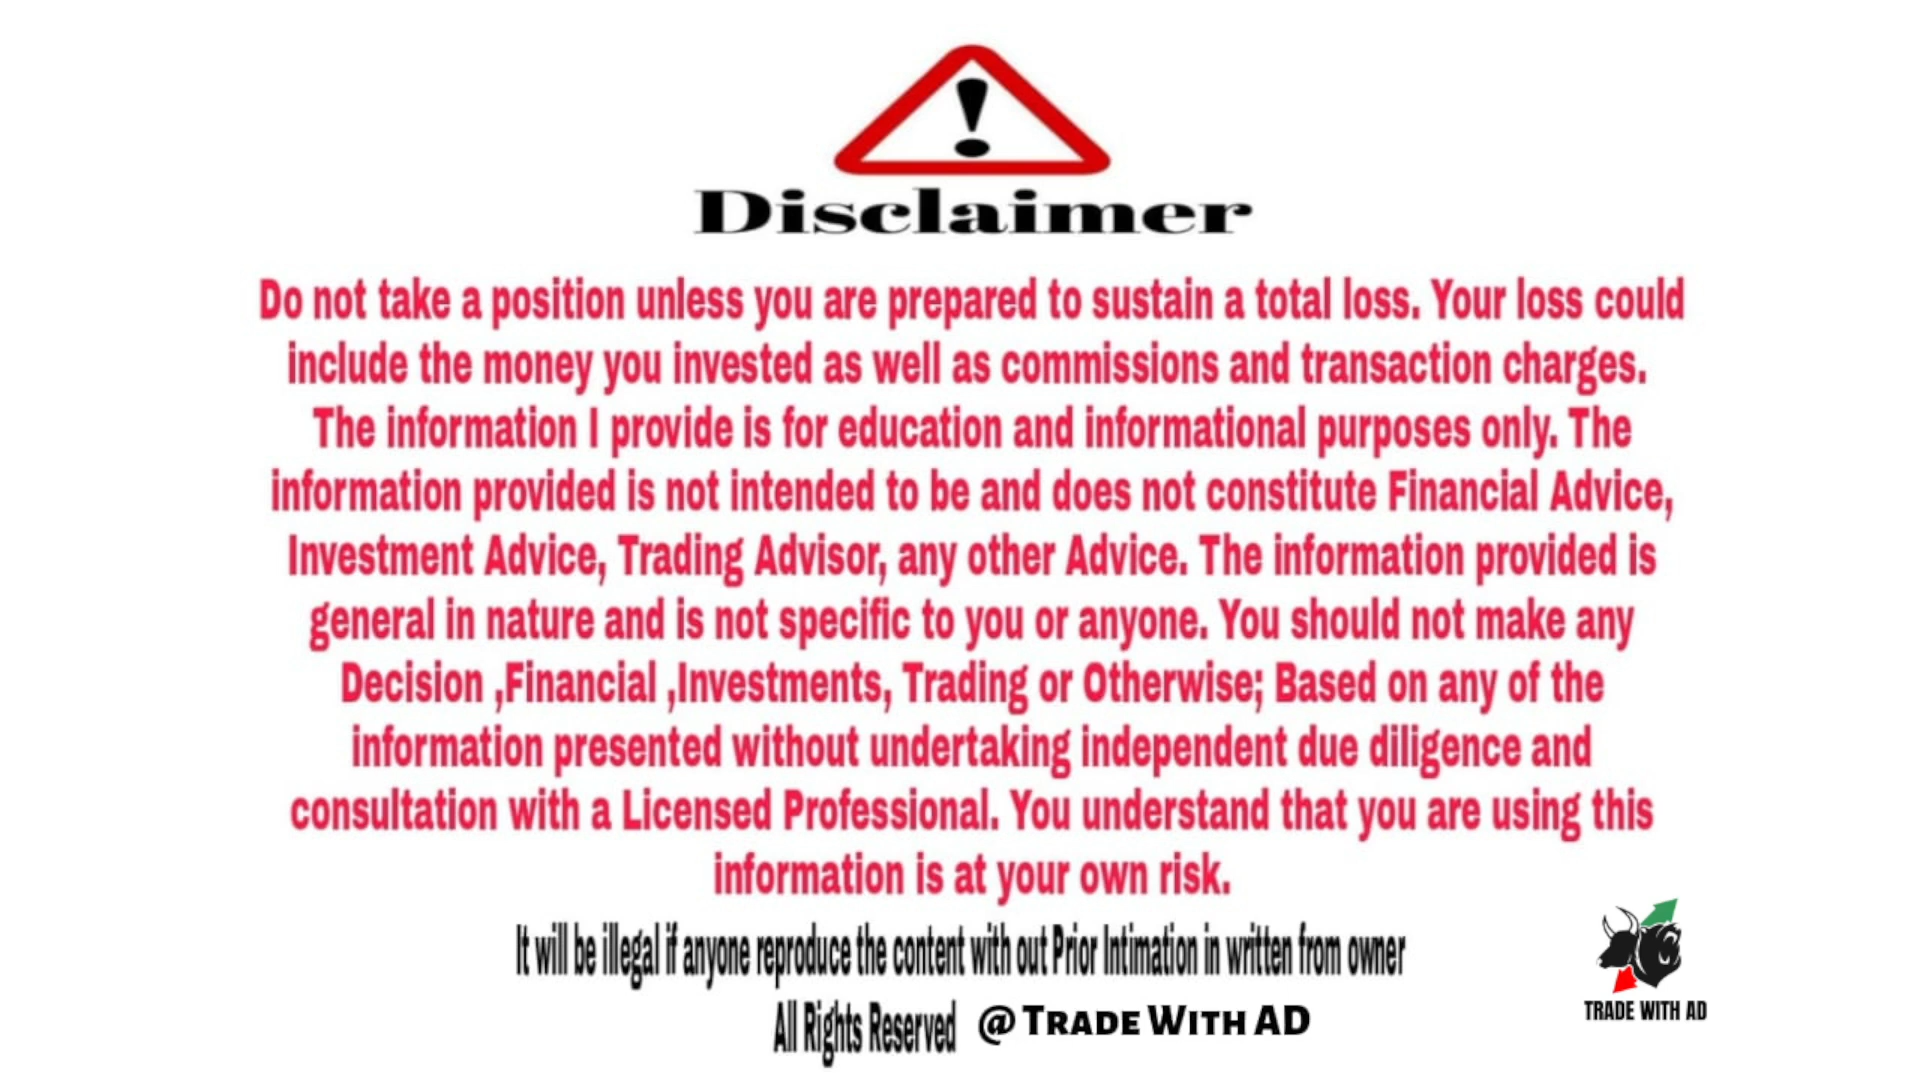 !
Disclaimer
Do not take a position unless you are prepared to sustain a total loss. Your loss could
include the money you invested as well as commissions and transaction charges.
The information I provide is for education and informational purposes only. The
information provided is not intended to be and does not constitute Financial Advice,
Investment Advice, Trading Advisor, any other Advice. The information provided is
general in nature and is not specific to you or anyone. You should not make any
Decision ,Financial ,Investments, Trading or Otherwise; Based on any of the
information presented without undertaking independent due diligence and
consultation with a Licensed Professional. You understand that you are using this
information is at your own risk.
It will be illegal if anyone reproduce the content with out Prior Intimation in written from owner
All Rights Reserved @ TRADE WITH AD
TRADE WITH AD